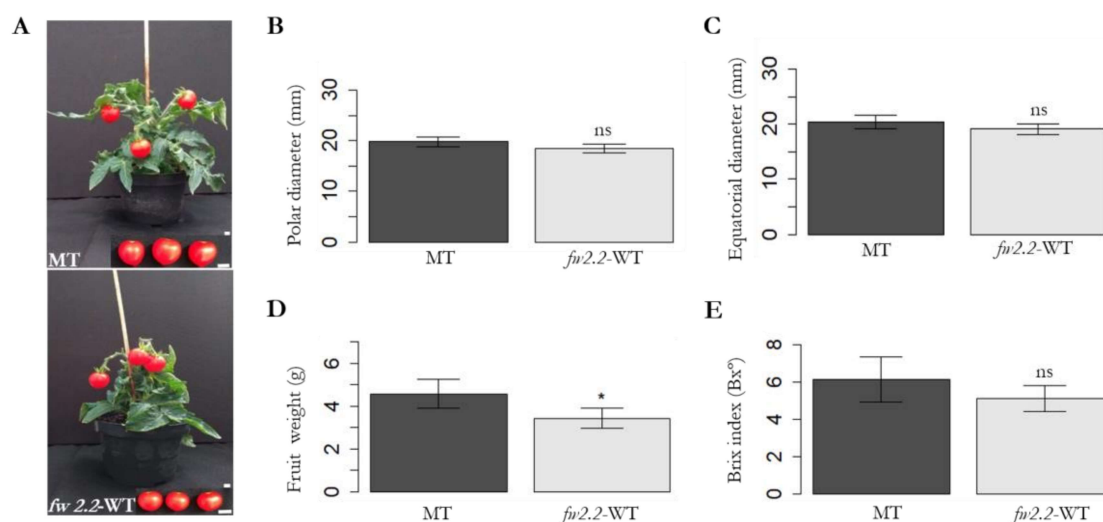 A
MT
fw 2.2-WT
B
Polar diameter (mm)
30
20
10
0
ns
MT
fw2.2-WT
C
Equatorial diameter (mm)
30
20
10
0
ns
MT
fw2.2-WT
D
Fruit weight (g)
6
4
2
0
*
MT
fw2.2-WT
E
Brix index (Bxº)
8
6
4
2
0
ns
MT
fw2.2-WT